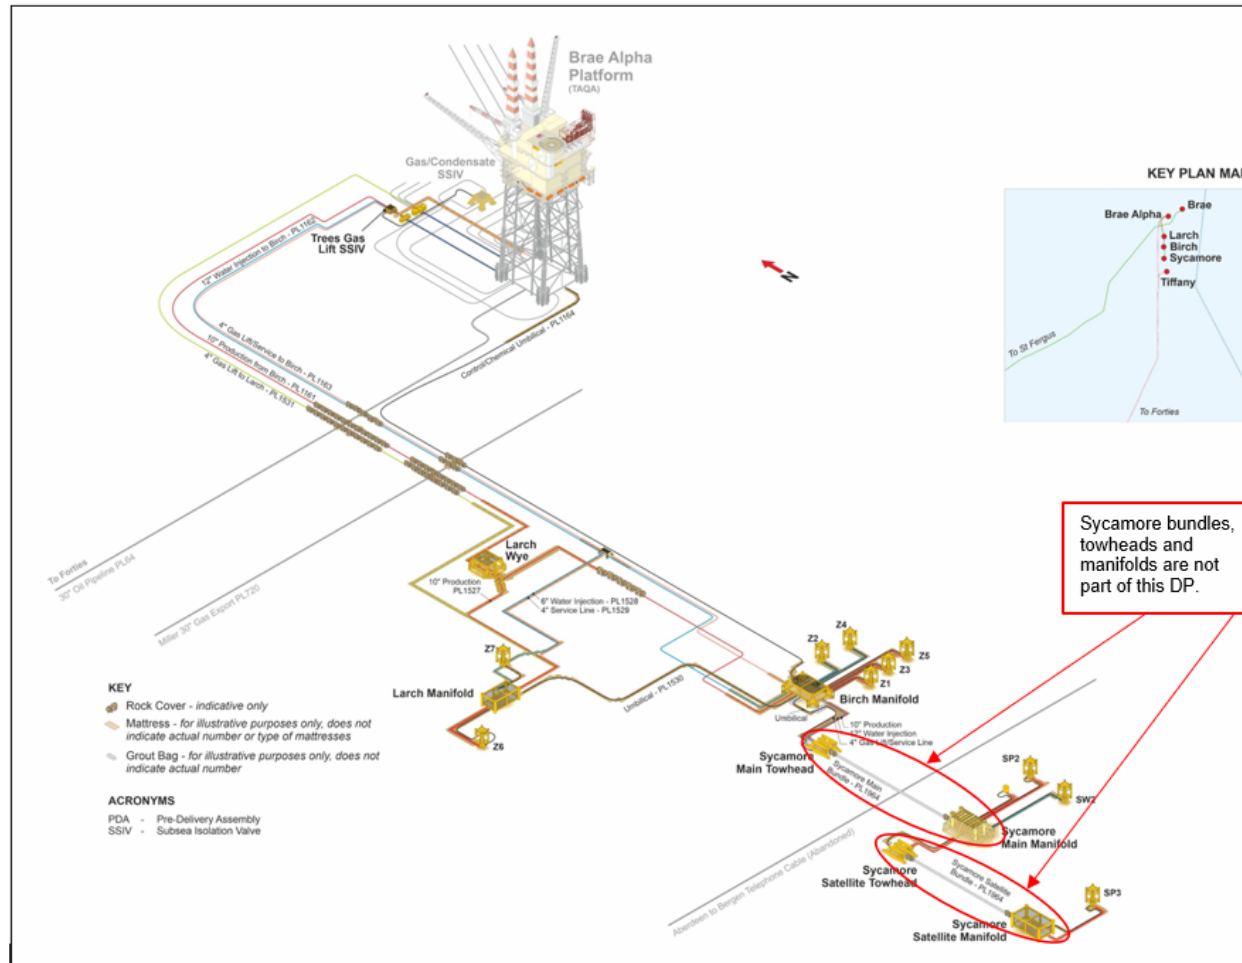 Brae Alpha
Platform
(TAQA)
Gas/Condensate
SSIV
Trees Gas
Lift SSIV
12" Water Injection to Birch - PL1162
4" Gas Lift/Service to Birch - PL1163
10" Production from Birch - PL1161
4" Gas Lift to Larch - PL1531
Control/Chemical Umbilical - PL1164
N
KEY PLAN MA
Brae Alpha
Brae
Larch
Birch
Sycamore
Tiffany
To St Fergus
To Forties
Sycamore bundles,
towheads and
manifolds are not
part of this DP.
To Forties
30" Oil Pipeline PL64
Miller 30" Gas Export PL720
Larch
Wye
10" Production
PL1527
6" Water Injection - PL1528
4" Service Line - PL1529
Z7
Larch Manifold
Z6
Umbilical - PL1530
Z2
Z4
Z5
Z3
Z1
Birch Manifold
Umbilical
10" Production
12" Water Injection
4" Gas Lift/Service Line
Sycamore
Main Towhead
Sycamore Main
Bundle - PL1964
SP2
SW2
Sycamore
Main Manifold
Sycamore
Satellite Towhead
Sycamore Satellite
Bundle - PL1964
SP3
Sycamore
Satellite Manifold
Aberdeen to Bergen Telephone Cable (Abandoned)
KEY
Rock Cover - indicative only
Mattress - for illustrative purposes only, does not
indicate actual number or type of mattresses
Grout Bag - for illustrative purposes only, does not
indicate actual number
ACRONYMS
PDA - Pre-Delivery Assembly
SSIV - Subsea Isolation Valve